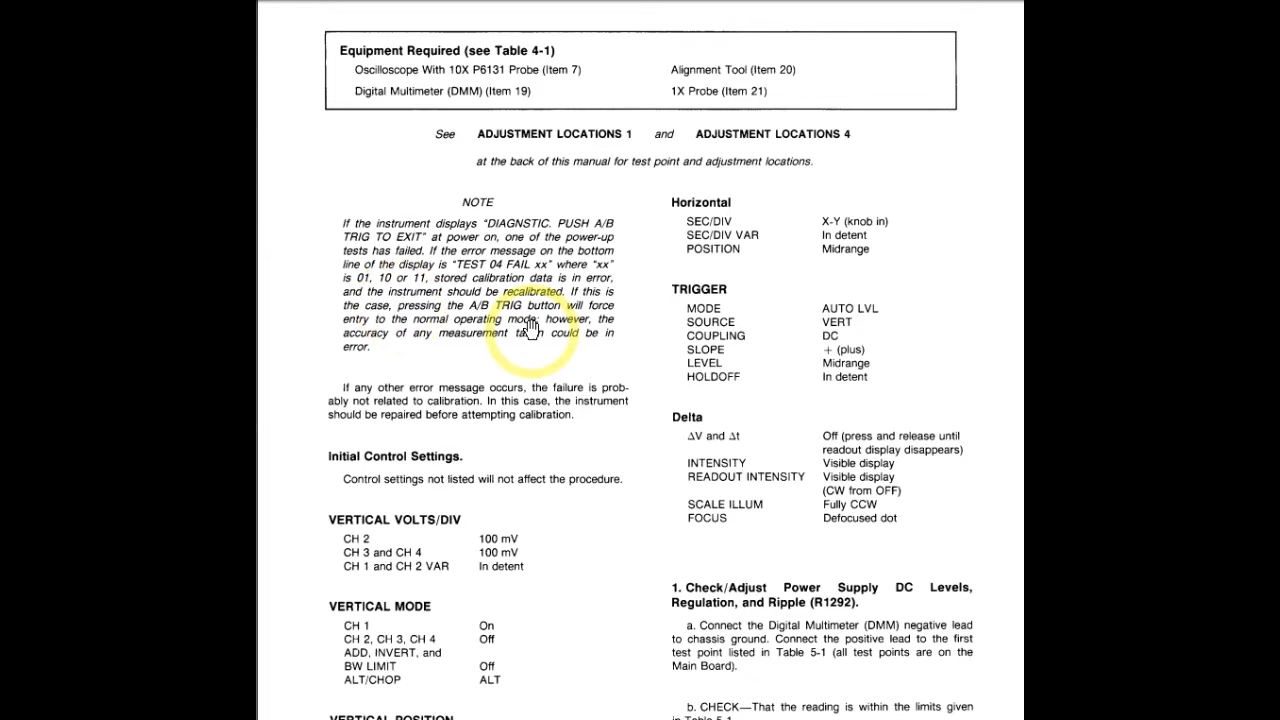 Equipment Required (see Table 4-1)
Oscilloscope With 10X P6131 Probe (Item 7)
Alignment Tool (Item 20)
Digital Multimeter (DMM) (Item 19)
1X Probe (Item 21)
See ADJUSTMENT LOCATIONS 1 and ADJUSTMENT LOCATIONS 4
at the back of this manual for test point and adjustment locations.
NOTE
If the instrument displays “DIAGNSTIC. PUSH A/B
TRIG TO EXIT” at power on, one of the power-up
tests has failed. If the error message on the bottom
line of the display is “TEST 04 FAIL xx” where “xx”
is 01, 10 or 11, stored calibration data is in error,
and the instrument should be recalibrated. If this is
the case, pressing the A/B TRIG button will force
entry to the normal operating mode; however, the
accuracy of any measurement taken could be in
error.
If any other error message occurs, the failure is prob-
ably not related to calibration. In this case, the instrument
should be repaired before attempting calibration.
Initial Control Settings.
Control settings not listed will not affect the procedure.
VERTICAL VOLTS/DIV
CH 2 100 mV
CH 3 and CH 4 100 mV
CH 1 and CH 2 VAR In detent
VERTICAL MODE
CH 1 On
CH 2, CH 3, CH 4 Off
ADD, INVERT, and
BW LIMIT Off
ALT/CHOP ALT
VERTICAL POSITION
Horizontal
SEC/DIV X-Y (knob in)
SEC/DIV VAR In detent
POSITION Midrange
TRIGGER
MODE AUTO LVL
SOURCE VERT
COUPLING DC
SLOPE + (plus)
LEVEL Midrange
HOLDOFF In detent
Delta
ΔV and Δt Off (press and release until
readout display disappears)
INTENSITY Visible display
READOUT INTENSITY Visible display
(CW from OFF)
SCALE ILLUM Fully CCW
FOCUS Defocused dot
1. Check/Adjust Power Supply DC Levels,
Regulation, and Ripple (R1292).
a. Connect the Digital Multimeter (DMM) negative lead
to chassis ground. Connect the positive lead to the first
test point listed in Table 5-1 (all test points are on the
Main Board).
b. CHECK—That the reading is within the limits given
in Table 5-1